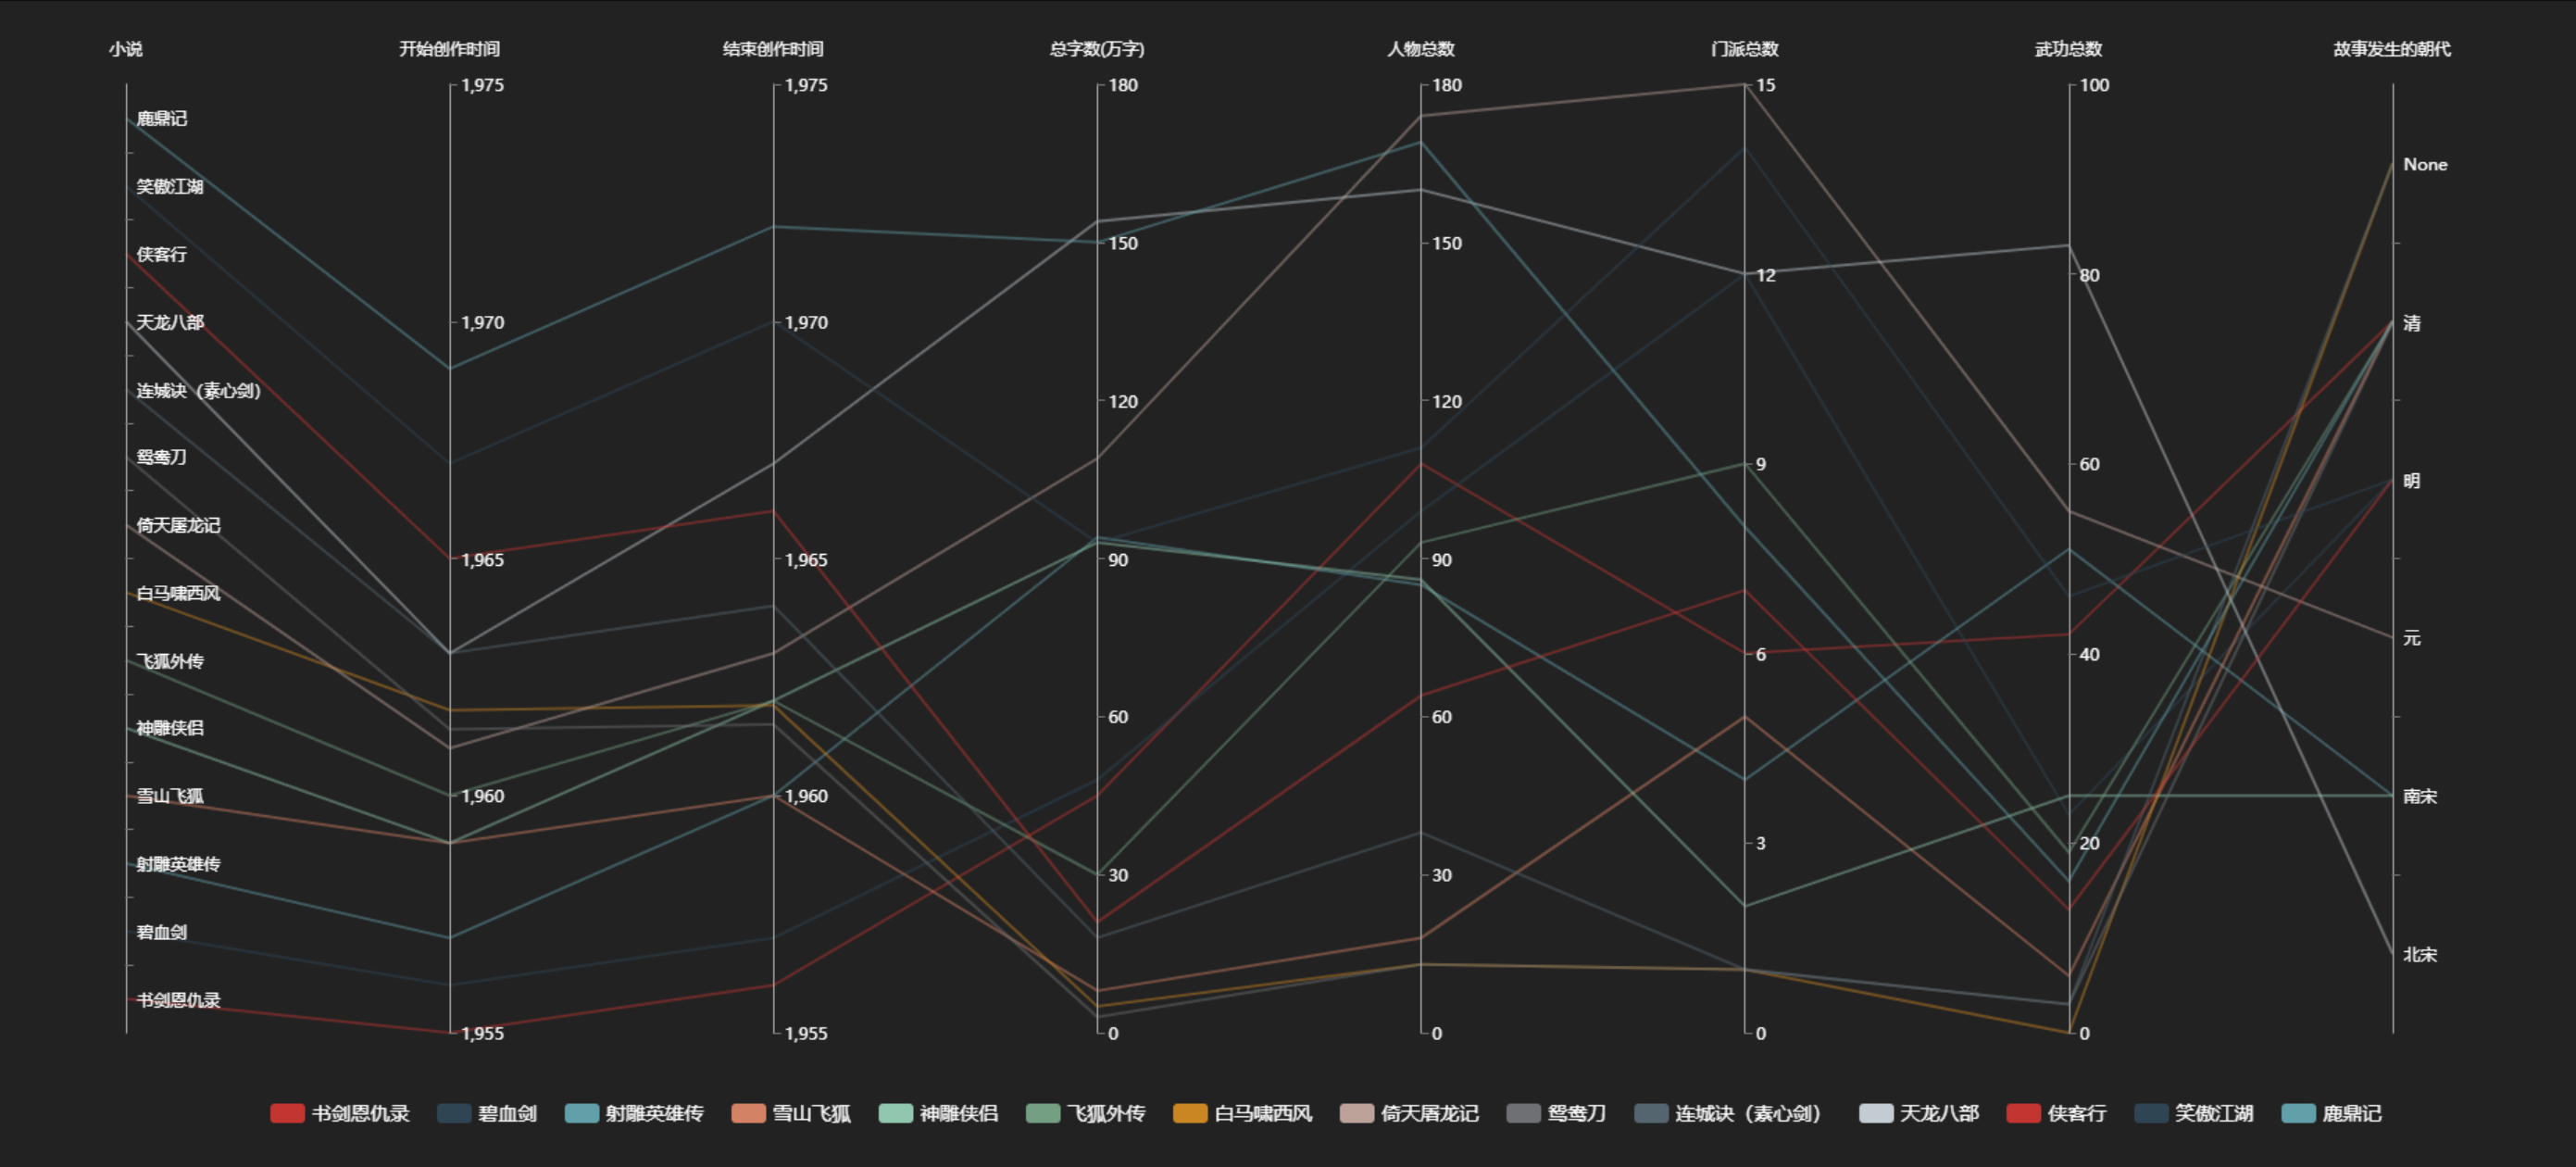 小说 开始创作时间 结束创作时间 总字数(万字) 人物总数 门派总数 武功总数 故事发生的朝代
1,975 1,975 180 180 15 100
鹿鼎记
None
笑傲江湖
150 150
侠客行
12 80
天龙八部 1,970 1,970 清
连城诀（素心剑）
120 120
鸳鸯刀 9 60
明
倚天屠龙记
1,965 1,965 90 90
白马啸西风
元
飞狐外传 6 40
60 60
神雕侠侣
雪山飞狐 1,960 1,960 南宋
3 20
射雕英雄传
30 30
碧血剑
北宋
书剑恩仇录
1,955 1,955 0 0 0 0
书剑恩仇录 碧血剑 射雕英雄传 雪山飞狐 神雕侠侣 飞狐外传 白马啸西风 倚天屠龙记 鸳鸯刀 连城诀（素心剑） 天龙八部 侠客行 笑傲江湖 鹿鼎记